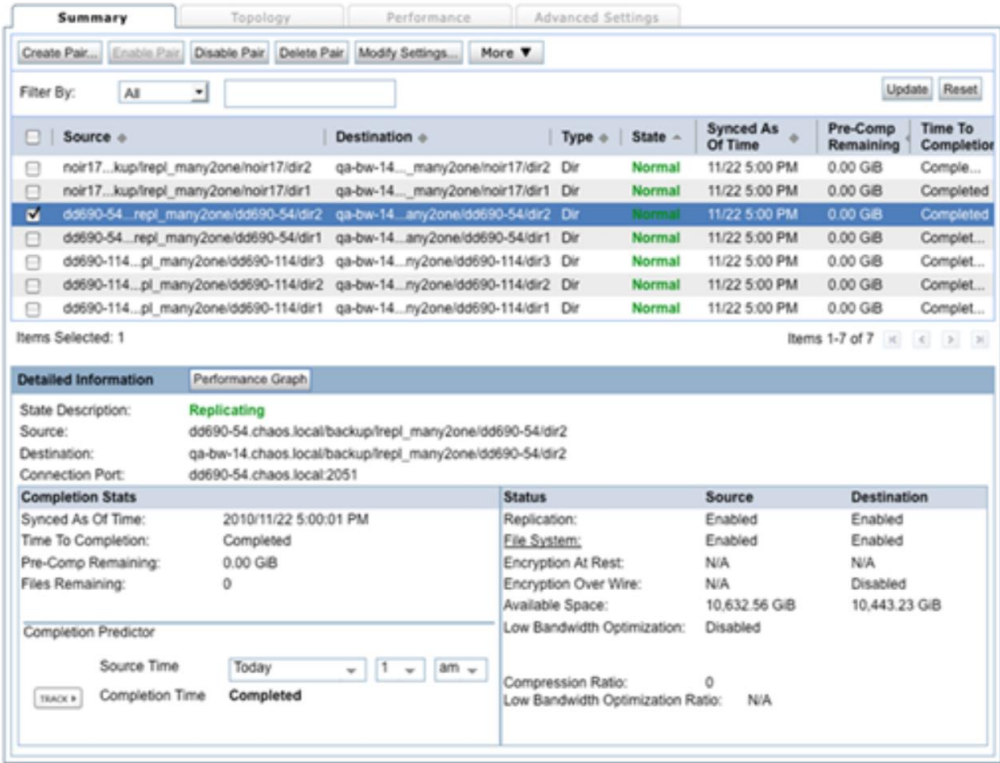 Summary Topology Performance Advanced Settings
Create Pair... Enable Pair Disable Pair Delete Pair Modify Settings... More ▼
Filter By: All Update Reset
Source Destination Type State Synced As Of Time Pre-Comp Remaining Time To Completion
noir17...kup/lrepl_many2one/noir17/dir2 qa-bw-14..._many2one/noir17/dir2 Dir Normal 11/22 5:00 PM 0.00 GiB Comple...
noir17...kup/lrepl_many2one/noir17/dir1 qa-bw-14..._many2one/noir17/dir1 Dir Normal 11/22 5:00 PM 0.00 GiB Completed
dd690-54...repl_many2one/dd690-54/dir2 qa-bw-14...any2one/dd690-54/dir2 Dir Normal 11/22 5:00 PM 0.00 GiB Completed
dd690-54...repl_many2one/dd690-54/dir1 qa-bw-14...any2one/dd690-54/dir1 Dir Normal 11/22 5:00 PM 0.00 GiB Complet...
dd690-114...pl_many2one/dd690-114/dir3 qa-bw-14...ny2one/dd690-114/dir3 Dir Normal 11/22 5:00 PM 0.00 GiB Complet...
dd690-114...pl_many2one/dd690-114/dir2 qa-bw-14...ny2one/dd690-114/dir2 Dir Normal 11/22 5:00 PM 0.00 GiB Complet...
dd690-114...pl_many2one/dd690-114/dir1 qa-bw-14...ny2one/dd690-114/dir1 Dir Normal 11/22 5:00 PM 0.00 GiB Complet...
Items Selected: 1 Items 1-7 of 7
Detailed Information Performance Graph
State Description: Replicating
Source: dd690-54.chaos.local/backup/lrepl_many2one/dd690-54/dir2
Destination: qa-bw-14.chaos.local/backup/lrepl_many2one/dd690-54/dir2
Connection Port: dd690-54.chaos.local:2051
Completion Stats
Synced As Of Time: 2010/11/22 5:00:01 PM
Time To Completion: Completed
Pre-Comp Remaining: 0.00 GiB
Files Remaining: 0
Completion Predictor
Source Time Today 1 am
TRACK Completion Time Completed
Status Source Destination
Replication: Enabled Enabled
File System: Enabled Enabled
Encryption At Rest: N/A N/A
Encryption Over Wire: N/A Disabled
Available Space: 10,632.56 GiB 10,443.23 GiB
Low Bandwidth Optimization: Disabled
Compression Ratio: 0
Low Bandwidth Optimization Ratio: N/A